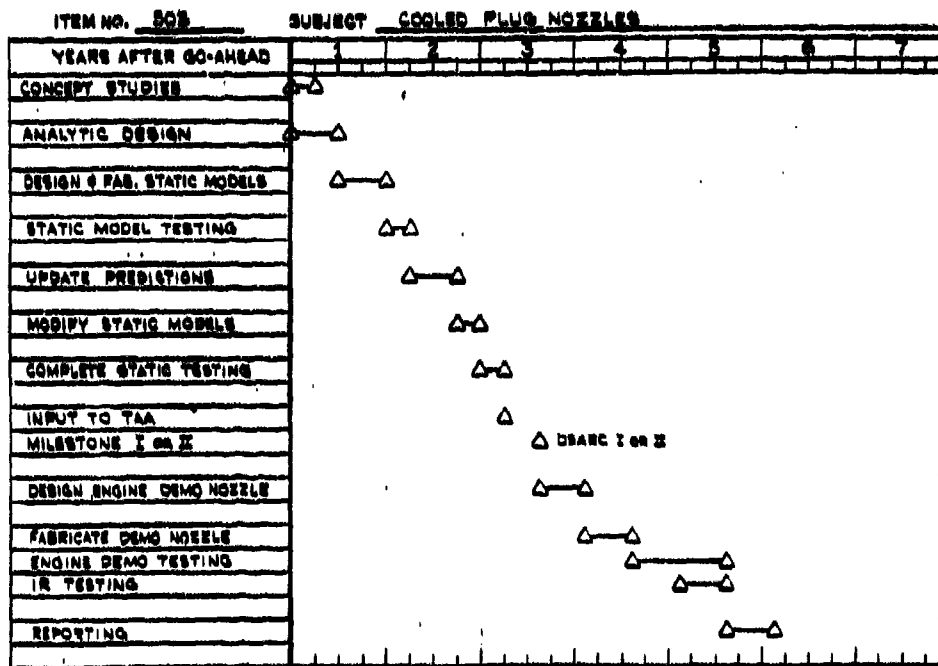 ITEM NO. 503 SUBJECT COOLED PLUG NOZZLES
YEARS AFTER GO-AHEAD 1 2 3 4 5 6 7
CONCEPT STUDIES
ANALYTIC DESIGN
DESIGN & FAB. STATIC MODELS
STATIC MODEL TESTING
UPDATE PREDICTIONS
MODIFY STATIC MODELS
COMPLETE STATIC TESTING
INPUT TO TAA
MILESTONE I OR II DSARC I OR II
DESIGN ENGINE DEMO NOZZLE
FABRICATE DEMO NOZZLE
ENGINE DEMO TESTING
IR TESTING
REPORTING